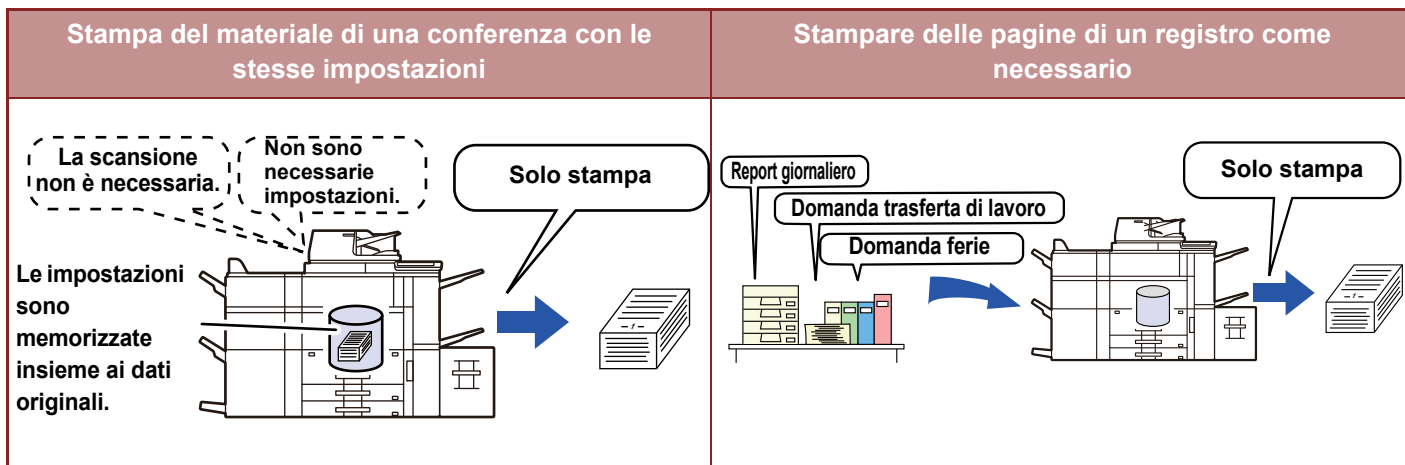 Stampa del materiale di una conferenza con le
stesse impostazioni
Stampare delle pagine di un registro come
necessario
La scansione
non è necessaria.
Non sono
necessarie
impostazioni.
Solo stampa
Le impostazioni
sono
memorizzate
insieme ai dati
originali.
Report giornaliero
Domanda trasferta di lavoro
Domanda ferie
Solo stampa
–1–
–1–